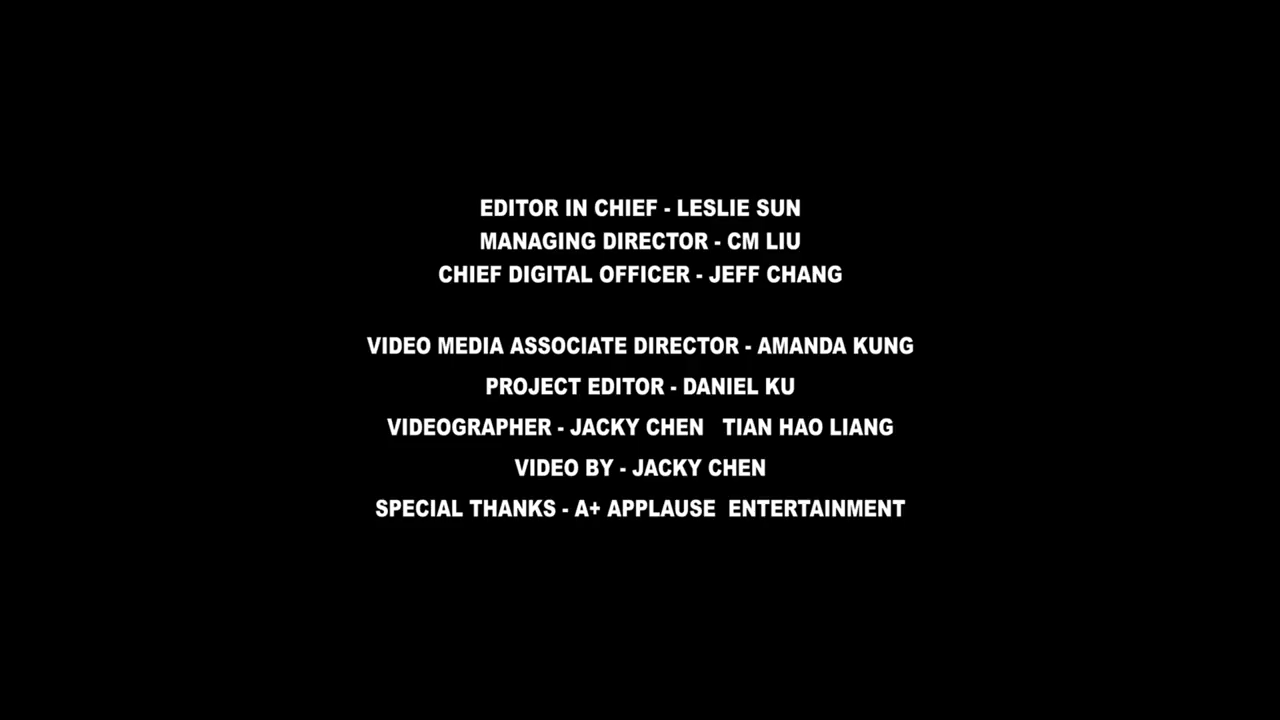 EDITOR IN CHIEF - LESLIE SUN
MANAGING DIRECTOR - CM LIU
CHIEF DIGITAL OFFICER - JEFF CHANG
VIDEO MEDIA ASSOCIATE DIRECTOR - AMANDA KUNG
PROJECT EDITOR - DANIEL KU
VIDEOGRAPHER - JACKY CHEN   TIAN HAO LIANG
VIDEO BY - JACKY CHEN
SPECIAL THANKS - A+ APPLAUSE  ENTERTAINMENT